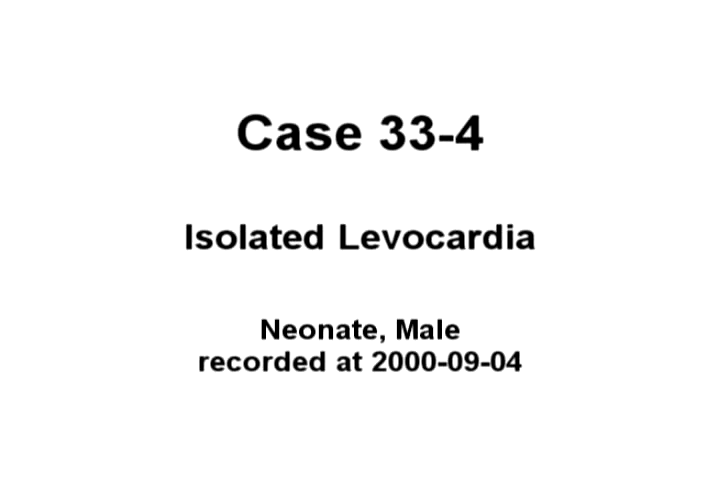 Case 33-4
Isolated Levocardia
Neonate, Male
recorded at 2000-09-04